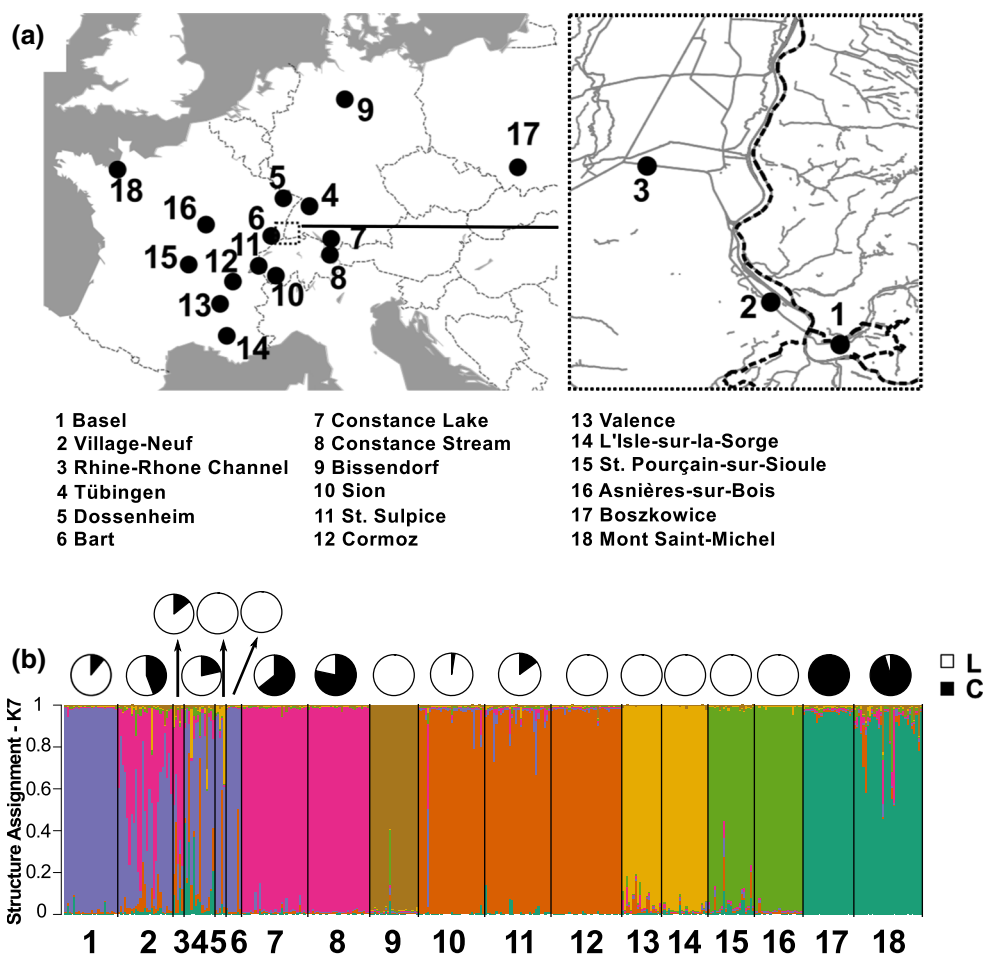 (a)
9
17
18
5
4
16
6
7
11
15
12
8
10
13
14
3
2
1
1 Basel
2 Village-Neuf
3 Rhine-Rhone Channel
4 Tübingen
5 Dossenheim
6 Bart
7 Constance Lake
8 Constance Stream
9 Bissendorf
10 Sion
11 St. Sulpice
12 Cormoz
13 Valence
14 L'Isle-sur-la-Sorge
15 St. Pourçain-sur-Sioule
16 Asnières-sur-Bois
17 Boszkowice
18 Mont Saint-Michel
(b)
L
C
Structure Assignment - K7
1
0.8
0.6
0.4
0.2
0
1 2 3 4 5 6 7 8 9 10 11 12 13 14 15 16 17 18